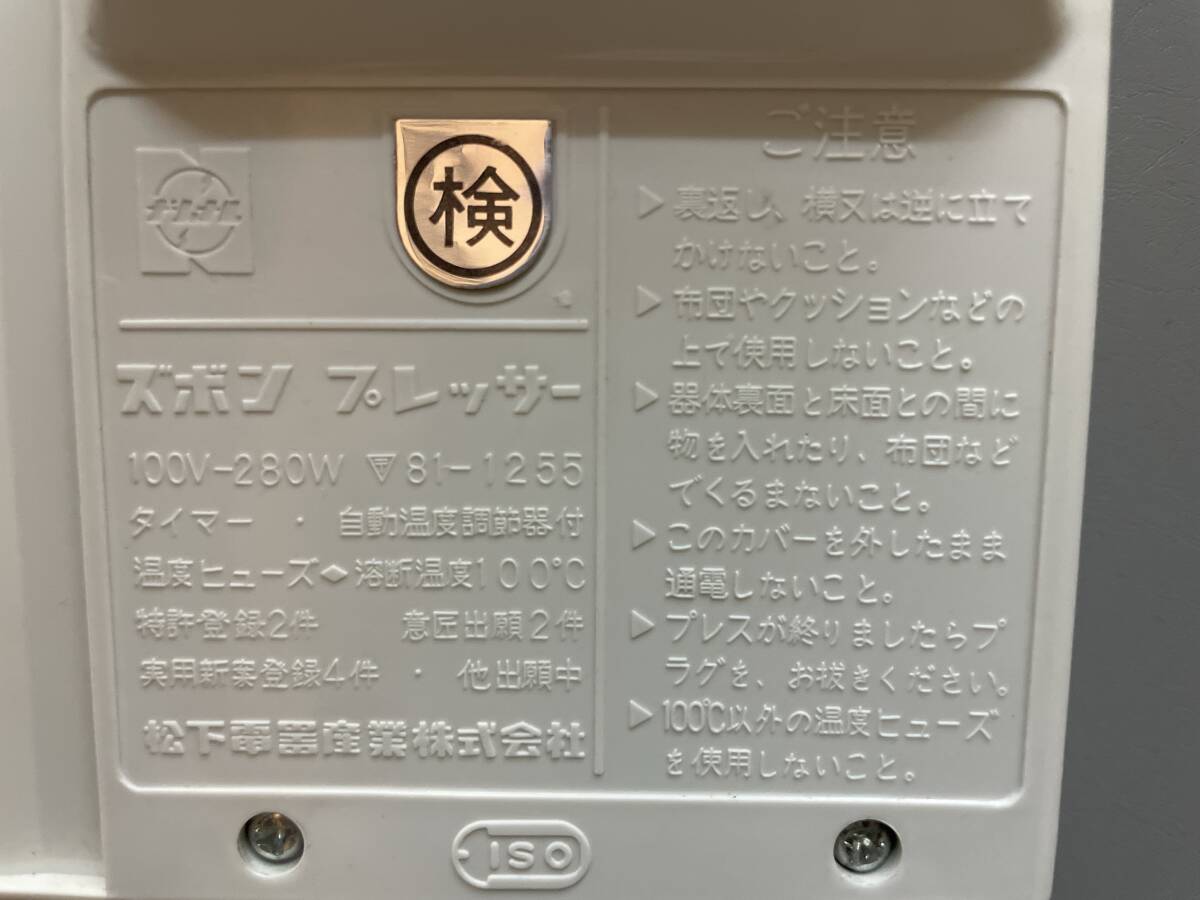 ナショナル
検
ズボン プレッサー
100V-280W ▽〒 81-1255
タイマー ・ 自動温度調節器付
温度ヒューズ◇溶断温度100℃
特許登録2件 意匠出願2件
実用新案登録4件 ・ 他出願中
松下電器産業株式会社
ご注意
▷裏返し、横又は逆に立て
かけないこと。
▷布団やクッションなどの
上で使用しないこと。
▷器体裏面と床面との間に
物を入れたり、布団など
でくるまないこと。
▷このカバーを外したまま
通電しないこと。
▷プレスが終りましたらプ
ラグを、お抜きください。
▷100℃以外の温度ヒューズ
を使用しないこと。
ISO